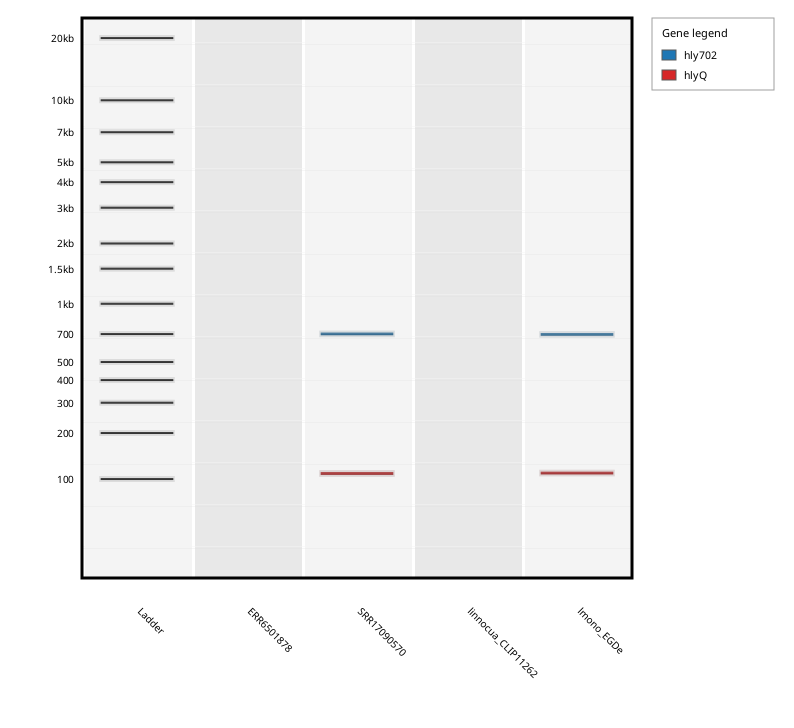 Gene legend
hly702
hlyQ
20kb
10kb
7kb
5kb
4kb
3kb
2kb
1.5kb
1kb
700
500
400
300
200
100
Ladder
ERR6501878
SRR17090570
linnocua_CLIP11262
lmono_EGDe